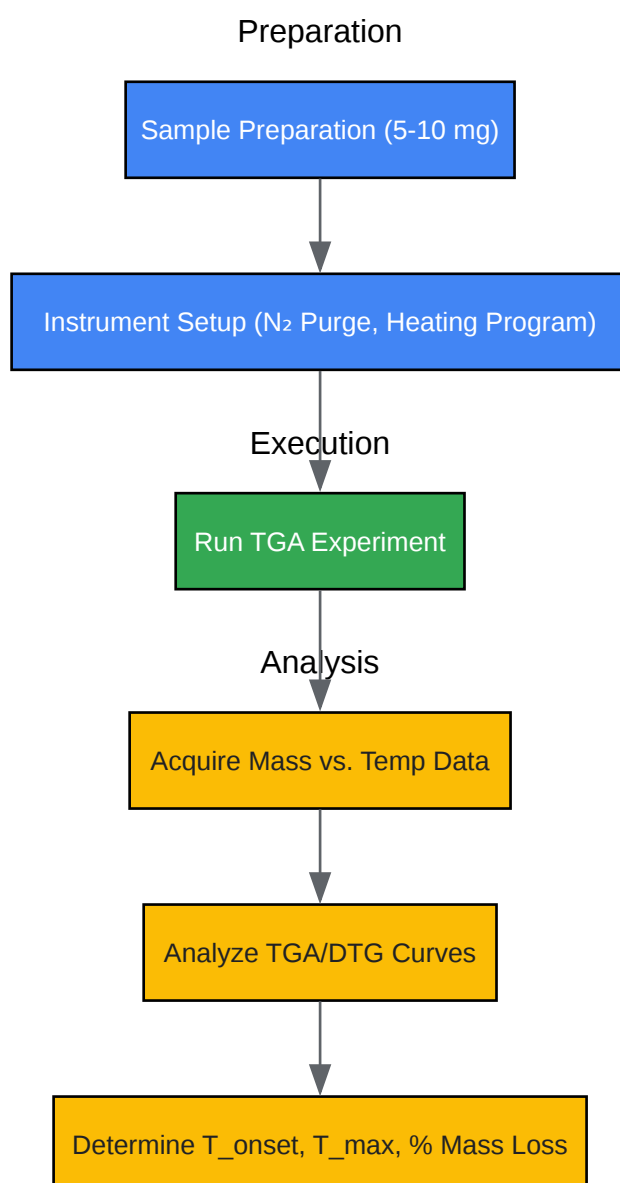 Preparation
Sample Preparation (5-10 mg)
Instrument Setup (N₂ Purge, Heating Program)
Execution
Run TGA Experiment
Analysis
Acquire Mass vs. Temp Data
Analyze TGA/DTG Curves
Determine T_onset, T_max, % Mass Loss